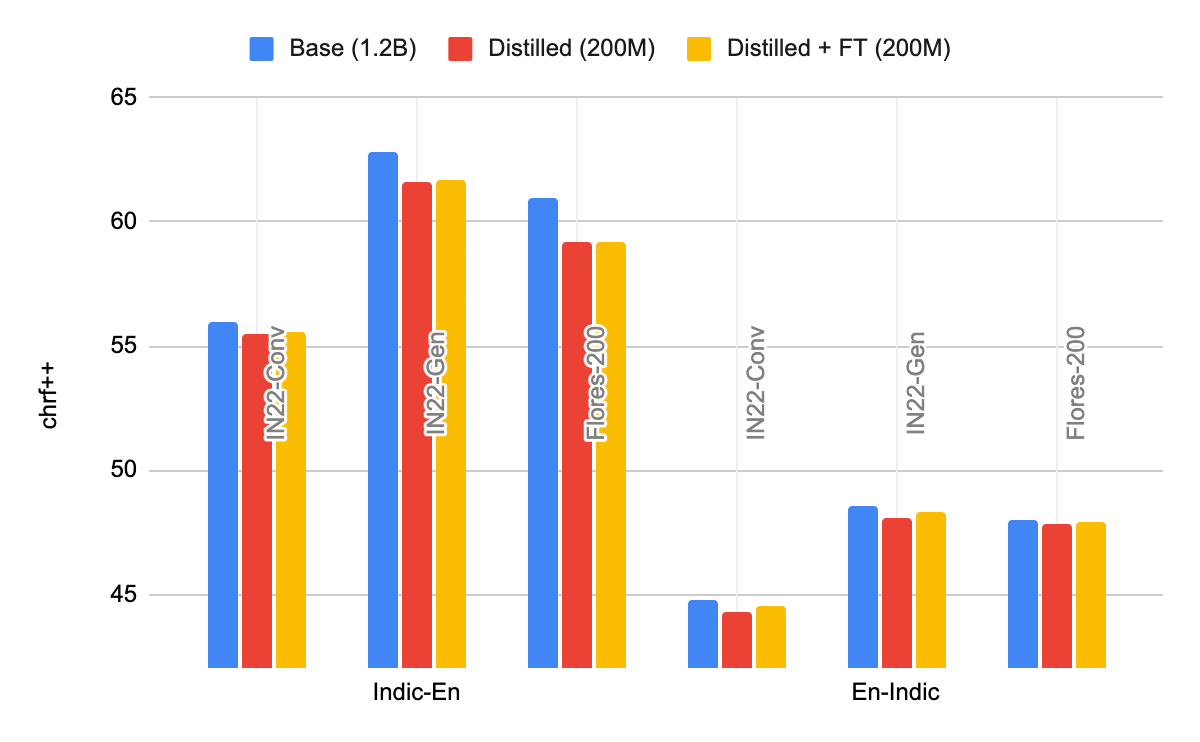 Base (1.2B) Distilled (200M) Distilled + FT (200M)
65
60
55
50
45
chrf++
IN22-Conv
IN22-Gen
Flores-200
IN22-Conv
IN22-Gen
Flores-200
Indic-En
En-Indic